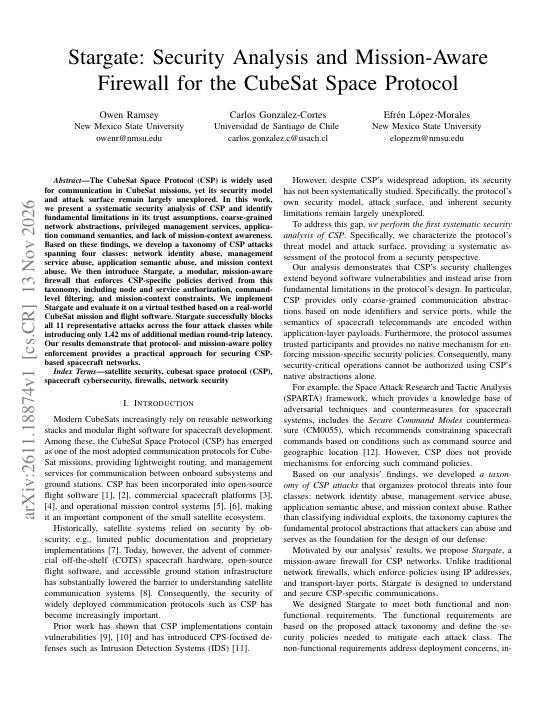 Stargate: Security Analysis and Mission-Aware
Firewall for the CubeSat Space Protocol
Owen Ramsey
New Mexico State University
owenr@nmsu.edu
Carlos Gonzalez-Cortes
Universidad de Santiago de Chile
carlos.gonzalez.c@usach.cl
Efrén López-Morales
New Mexico State University
elopezm@nmsu.edu
arXiv:2611.18874v1 [cs.CR] 13 Nov 2026
Abstract—The CubeSat Space Protocol (CSP) is widely used
for communication in CubeSat missions, yet its security model
and attack surface remain largely unexplored. In this work,
we present a systematic security analysis of CSP and identify
fundamental limitations in its trust assumptions, coarse-grained
network abstractions, privileged management services, applica-
tion command semantics, and lack of mission-context awareness.
Based on these findings, we develop a taxonomy of CSP attacks
spanning four classes: network identity abuse, management
service abuse, application semantic abuse, and mission context
abuse. We then introduce Stargate, a modular, mission-aware
firewall that enforces CSP-specific policies derived from this
taxonomy, including node and service authorization, command-
level filtering, and mission-context constraints. We implement
Stargate and evaluate it on a virtual testbed based on a real-world
CubeSat mission and flight software. Stargate successfully blocks
all 11 representative attacks across the four attack classes while
introducing only 1.42 ms of additional median round-trip latency.
Our results demonstrate that protocol- and mission-aware policy
enforcement provides a practical approach for securing CSP-
based spacecraft networks.
Index Terms—satellite security, cubesat space protocol (CSP),
spacecraft cybersecurity, firewalls, network security
I. INTRODUCTION
Modern CubeSats increasingly rely on reusable networking
stacks and modular flight software for spacecraft development.
Among these, the CubeSat Space Protocol (CSP) has emerged
as one of the most adopted communication protocols for Cube-
Sat missions, providing lightweight routing, and management
services for communication between onboard subsystems and
ground stations. CSP has been incorporated into open-source
flight software [1], [2], commercial spacecraft platforms [3],
[4], and operational mission control systems [5], [6], making
it an important component of the small satellite ecosystem.
Historically, satellite systems relied on security by ob-
scurity, e.g., limited public documentation and proprietary
implementations [7]. Today, however, the advent of commer-
cial off-the-shelf (COTS) spacecraft hardware, open-source
flight software, and accessible ground station infrastructure
has substantially lowered the barrier to understanding satellite
communication systems [8]. Consequently, the security of
widely deployed communication protocols such as CSP has
become increasingly important.
Prior work has shown that CSP implementations contain
vulnerabilities [9], [10] and has introduced CPS-focused de-
fenses such as Intrusion Detection Systems (IDS) [11].
However, despite CSP's widespread adoption, its security
has not been systematically studied. Specifically, the protocol's
own security model, attack surface, and inherent security
limitations remain largely unexplored.
To address this gap, we perform the first systematic security
analysis of CSP. Specifically, we characterize the protocol's
threat model and attack surface, providing a systematic as-
sessment of the protocol from a security perspective.
Our analysis demonstrates that CSP's security challenges
extend beyond software vulnerabilities and instead arise from
fundamental limitations in the protocol's design. In particular,
CSP provides only coarse-grained communication abstrac-
tions based on node identifiers and service ports, while the
semantics of spacecraft telecommands are encoded within
application-layer payloads. Furthermore, the protocol assumes
trusted participants and provides no native mechanism for en-
forcing mission-specific security policies. Consequently, many
security-critical operations cannot be authorized using CSP's
native abstractions alone.
For example, the Space Attack Research and Tactic Analysis
(SPARTA) framework, which provides a knowledge base of
adversarial techniques and countermeasures for spacecraft
systems, includes the Secure Command Modes countermea-
sure (CM0055), which recommends constraining spacecraft
commands based on conditions such as command source and
geographic location [12]. However, CSP does not provide
mechanisms for enforcing such command policies.
Based on our analysis' findings, we developed a taxon-
omy of CSP attacks that organizes protocol threats into four
classes: network identity abuse, management service abuse,
application semantic abuse, and mission context abuse. Rather
than classifying individual exploits, the taxonomy captures the
fundamental protocol abstractions that attackers can abuse and
serves as the foundation for the design of our defense.
Motivated by our analysis' results, we propose Stargate, a
mission-aware firewall for CSP networks. Unlike traditional
network firewalls, which enforce policies using IP addresses,
and transport-layer ports, Stargate is designed to understand
and secure CSP-specific communications.
We designed Stargate to meet both functional and non-
functional requirements. The functional requirements are
based on the proposed attack taxonomy and define the se-
curity policies needed to mitigate each attack class. The
non-functional requirements address deployment concerns, in-